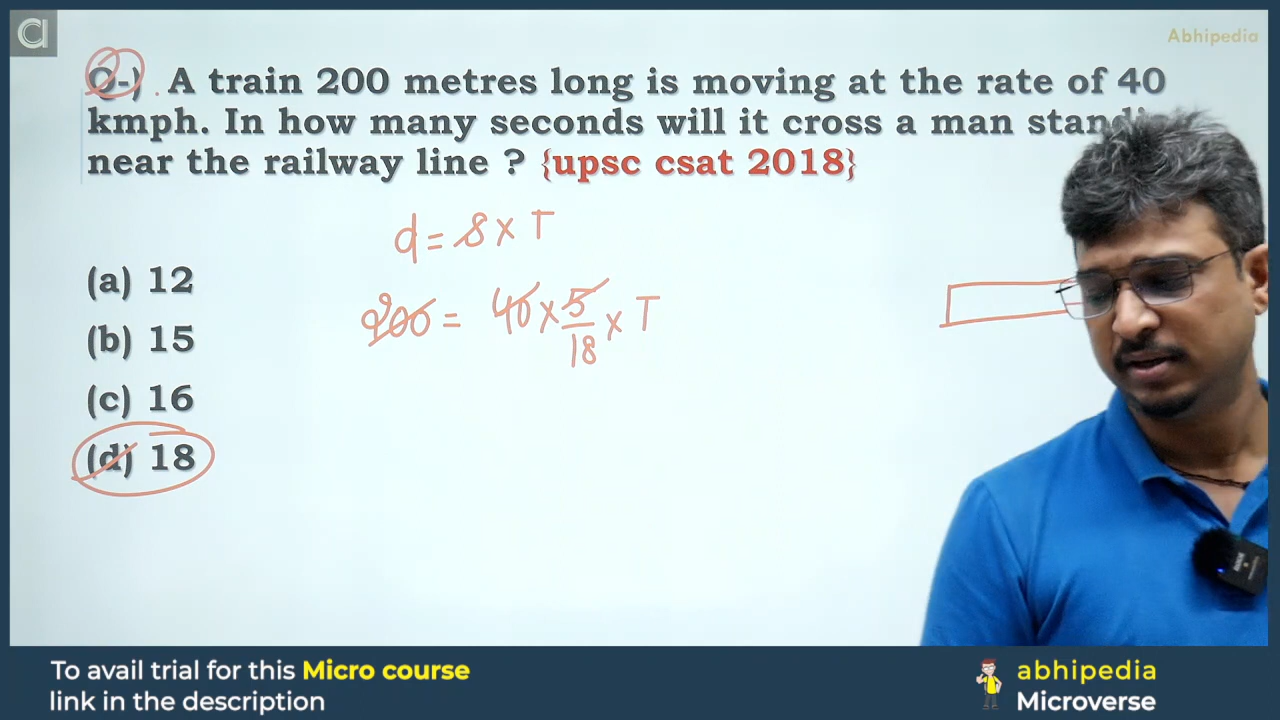 Abhipedia
Q-) A train 200 metres long is moving at the rate of 40
kmph. In how many seconds will it cross a man
near the railway line ? {upsc csat 2018}
d = S x T
(a) 12
200 = 40 x 5/18 x T
(b) 15
(c) 16
(d) 18
To avail trial for this Micro course
link in the description
abhipedia
Microverse